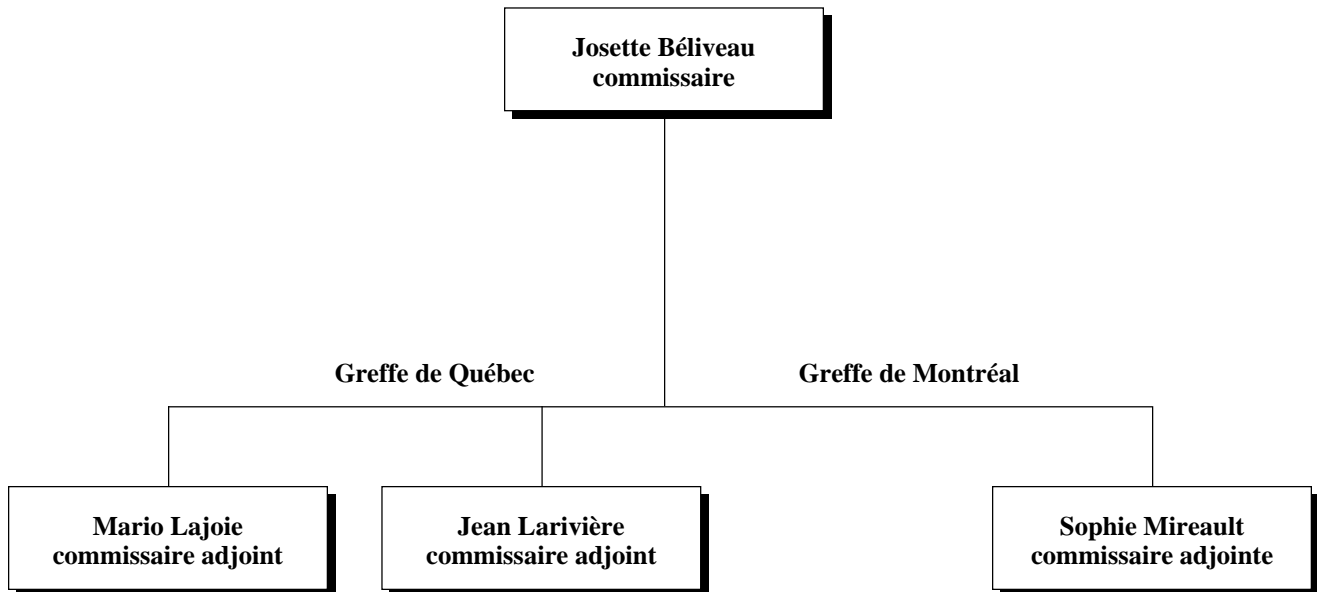 Josette Béliveau
commissaire
Greffe de Québec
Greffe de Montréal
Mario Lajoie
commissaire adjoint
Jean Larivière
commissaire adjoint
Sophie Mireault
commissaire adjointe